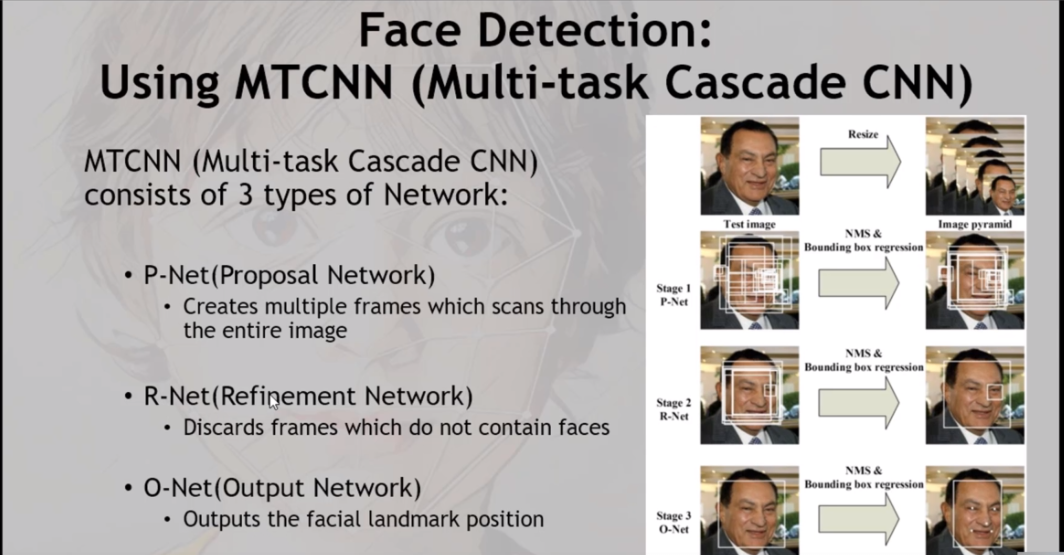 Face Detection:
Using MTCNN (Multi-task Cascade CNN)
MTCNN (Multi-task Cascade CNN)
consists of 3 types of Network:
• P-Net(Proposal Network)
• Creates multiple frames which scans through
the entire image
• R-Net(Refinement Network)
• Discards frames which do not contain faces
• O-Net(Output Network)
• Outputs the facial landmark position
Resize
Test image
Image pyramid
NMS &
Bounding box regression
Stage 1
P-Net
NMS &
Bounding box regression
Stage 2
R-Net
NMS &
Bounding box regression
Stage 3
O-Net